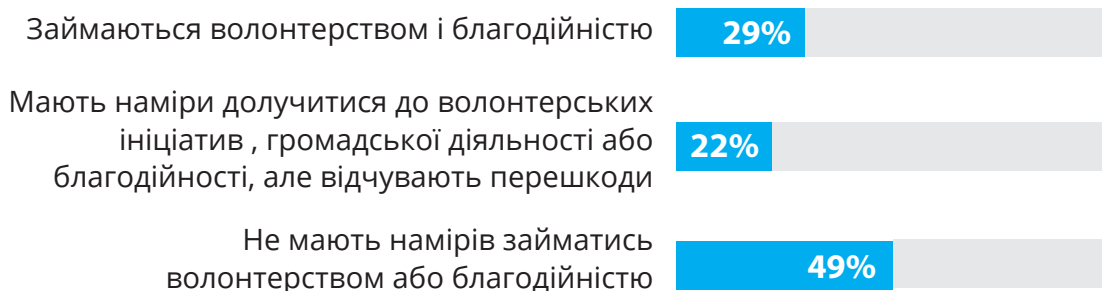 Займаються волонтерством і благодійністю 29%
Мають наміри долучитися до волонтерських
ініціатив , громадської діяльності або 22%
благодійності, але відчувають перешкоди
Не мають намірів займатись
волонтерством або благодійністю 49%